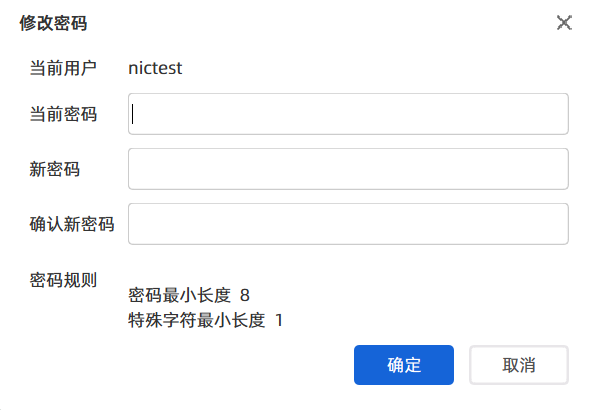 修改密码
当前用户 nictest
当前密码
新密码
确认新密码
密码规则
密码最小长度 8
特殊字符最小长度 1
确定 取消